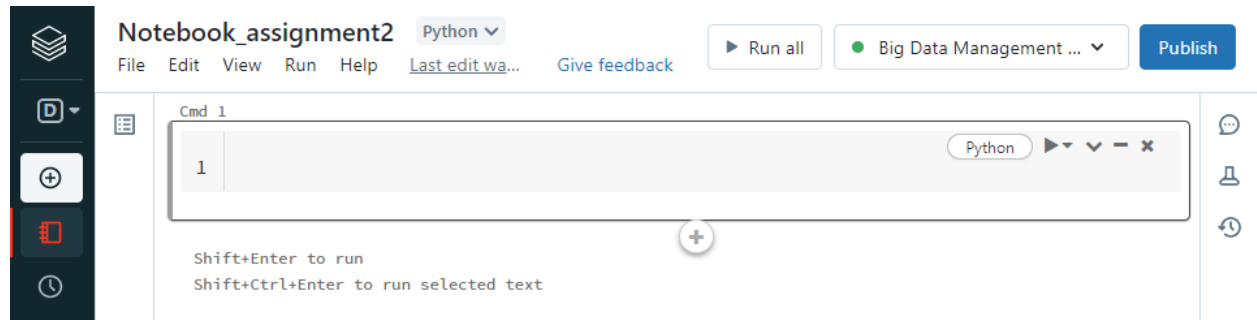 Notebook_assignment2 Python
File Edit View Run Help Last edit wa... Give feedback
Run all
Big Data Management ...
Publish
D
Cmd 1
1
Python
Shift+Enter to run
Shift+Ctrl+Enter to run selected text